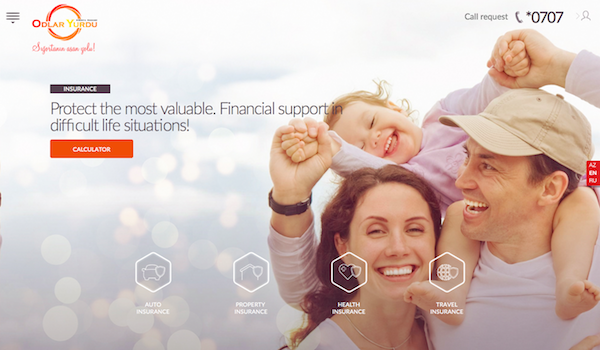 ODLAR YURDU
Sığortanın asan yolu!
Call request
*0707
INSURANCE
Protect the most valuable. Financial support in
difficult life situations!
CALCULATOR
AZ
EN
RU
AUTO
INSURANCE
PROPERTY
INSURANCE
HEALTH
INSURANCE
TRAVEL
INSURANCE